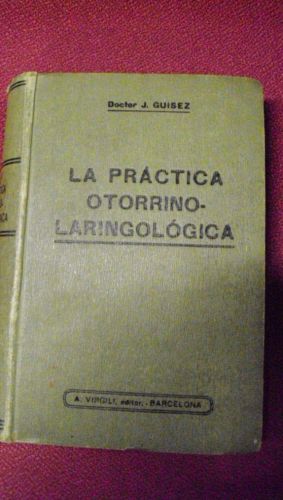 Doctor J. GUISEZ
LA PRÁCTICA
OTORRINO-
LARINGOLÓGICA
A. VIRGILI, editor.-BARCELONA